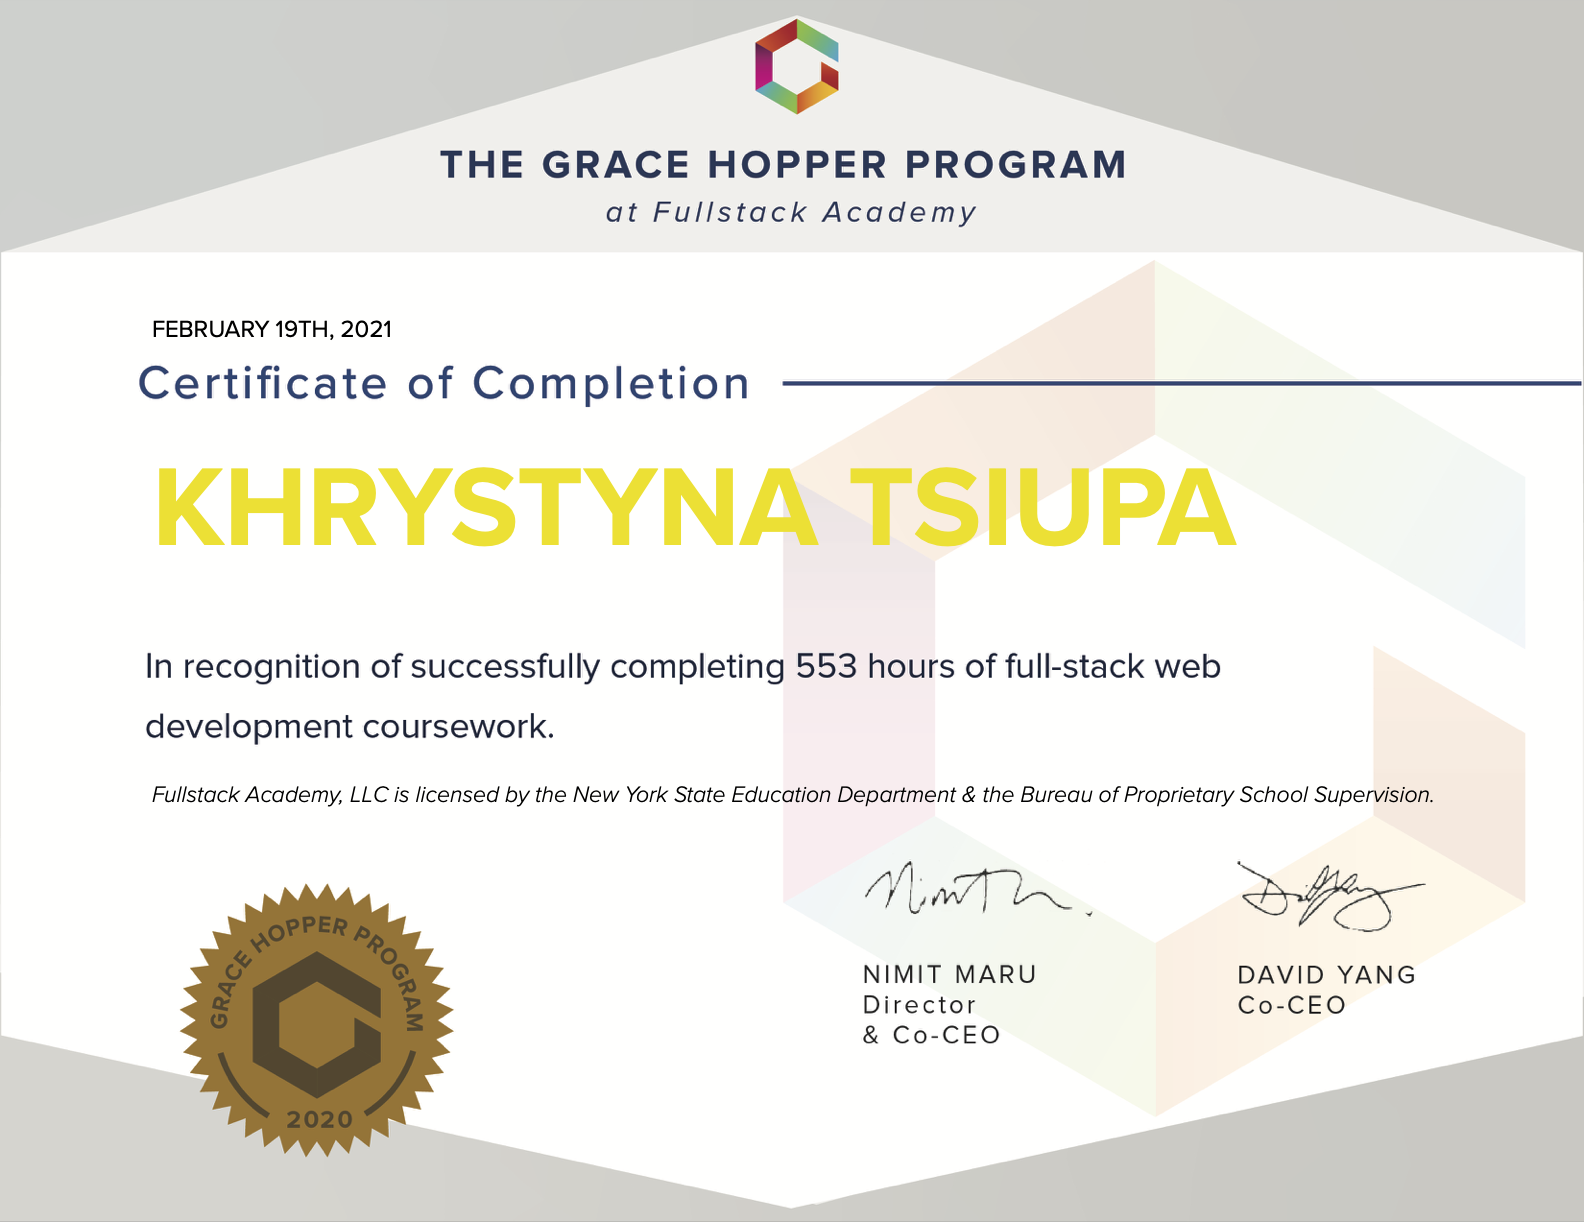 THE GRACE HOPPER PROGRAM
at Fullstack Academy
FEBRUARY 19TH, 2021
Certificate of Completion
KHRYSTYNA TSIUPA
In recognition of successfully completing 553 hours of full-stack web
development coursework.
Fullstack Academy, LLC is licensed by the New York State Education Department & the Bureau of Proprietary School Supervision.
NIMIT MARU
Director
& Co-CEO
DAVID YANG
Co-CEO
GRACE HOPPER PROGRAM
2020